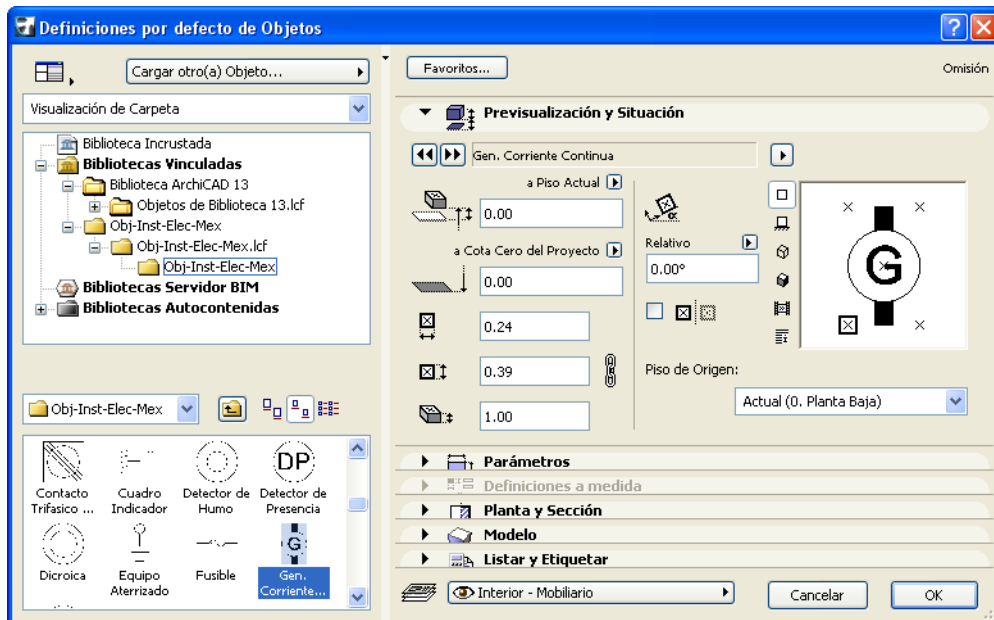 Definiciones por defecto de Objetos
Cargar otro(a) Objeto...
Visualización de Carpeta
Biblioteca Incrustada
Bibliotecas Vinculadas
Biblioteca ArchiCAD 13
Objetos de Biblioteca 13.lcf
Obj-Inst-Elec-Mex
Obj-Inst-Elec-Mex.lcf
Obj-Inst-Elec-Mex
Bibliotecas Servidor BIM
Bibliotecas Autocontenidas
Obj-Inst-Elec-Mex
DP
Contacto Trifasico ...
Cuadro Indicador
Detector de Humo
Detector de Presencia
G
Dicroica
Equipo Aterrizado
Fusible
Gen. Corriente...
Favoritos...
Omisión
Previsualización y Situación
Gen. Corriente Continua
a Piso Actual
0.00
a Cota Cero del Proyecto
0.00
0.24
0.39
1.00
α
Relativo
0.00°
G
Piso de Origen:
Actual (0. Planta Baja)
Parámetros
Definiciones a medida
Planta y Sección
Modelo
Listar y Etiquetar
Interior - Mobiliario
Cancelar
OK